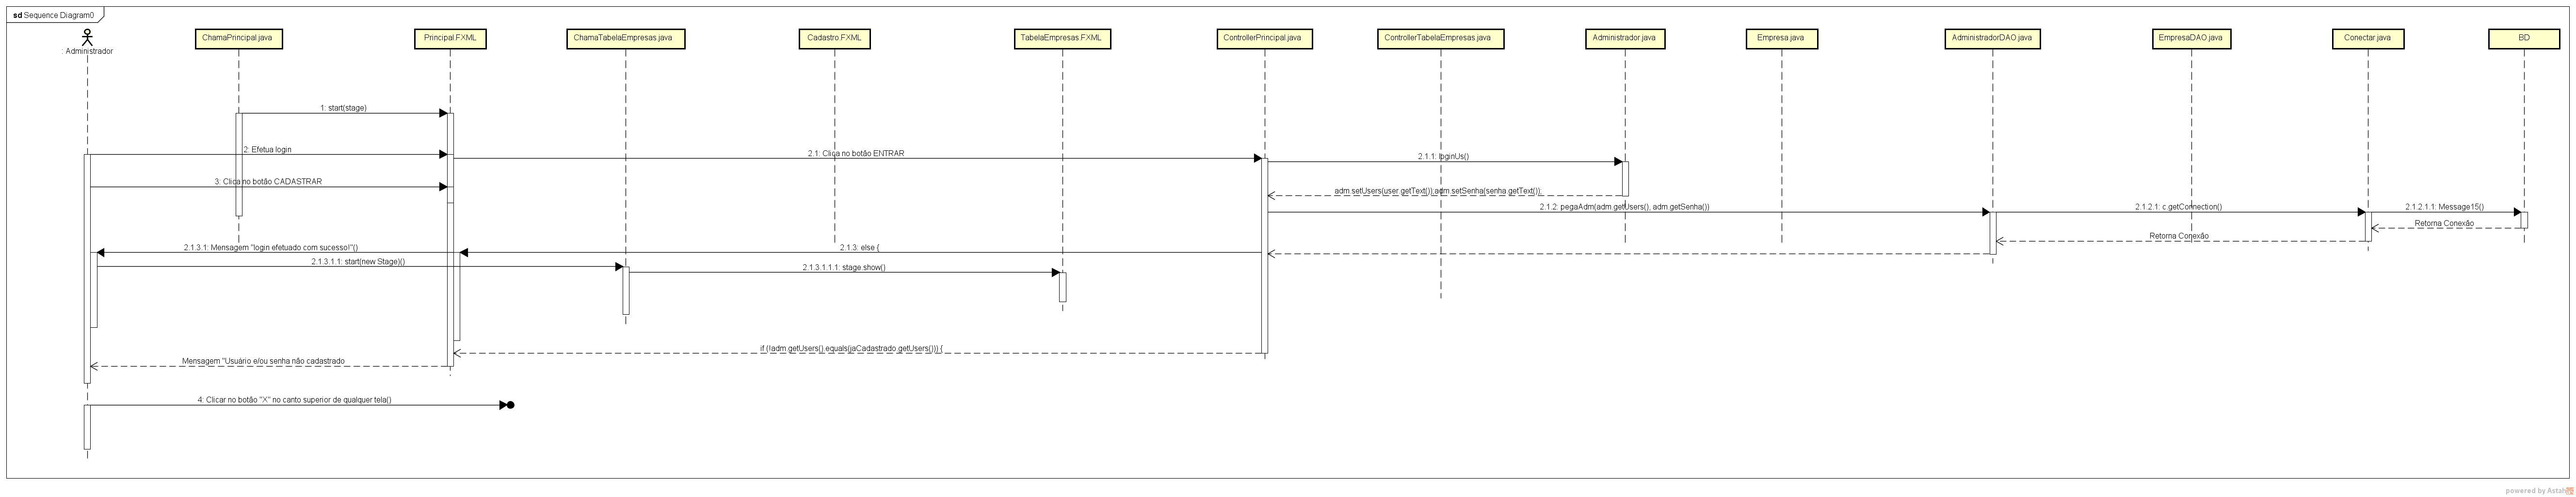 sd Sequence Diagram0
: Administrador
ChamaPrincipal.java
Principal.FXML
ChamaTabelaEmpresas.java
Cadastro.FXML
TabelaEmpresas.FXML
ControllerPrincipal.java
ControllerTabelaEmpresas.java
Administrador.java
Empresa.java
AdministradorDAO.java
EmpresaDAO.java
Conectar.java
BD
1: start(stage)
2: Efetua login
2.1: Clica no botão ENTRAR
2.1.1: loginUs()
3: Clica no botão CADASTRAR
adm.setUsers(user.getText());adm.setSenha(senha.getText());
2.1.2: pegaAdm(adm.getUsers(), adm.getSenha())
2.1.2.1: c.getConnection()
2.1.2.1.1: Message15()
Retorna Conexão
Retorna Conexão
2.1.3.1: Mensagem "login efetuado com sucesso!"()
2.1.3: else {
2.1.3.1.1: start(new Stage)()
2.1.3.1.1.1: stage.show()
if (!adm.getUsers().equals(jaCadastrado.getUsers())) {
Mensagem "Usuário e/ou senha não cadastrado
4: Clicar no botão "X" no canto superior de qualquer tela()
powered by Astah